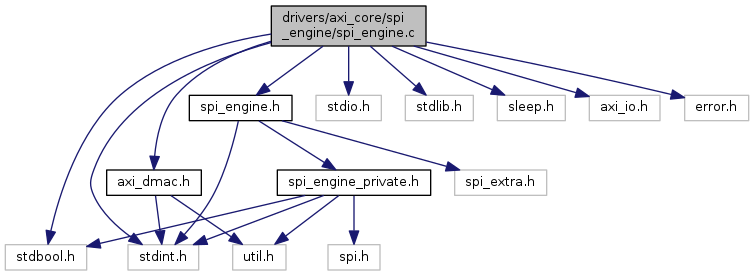 drivers/axi_core/spi
_engine/spi_engine.c
spi_engine.h
stdio.h
stdlib.h
sleep.h
axi_io.h
error.h
axi_dmac.h
spi_engine_private.h
spi_extra.h
stdbool.h
stdint.h
util.h
spi.h